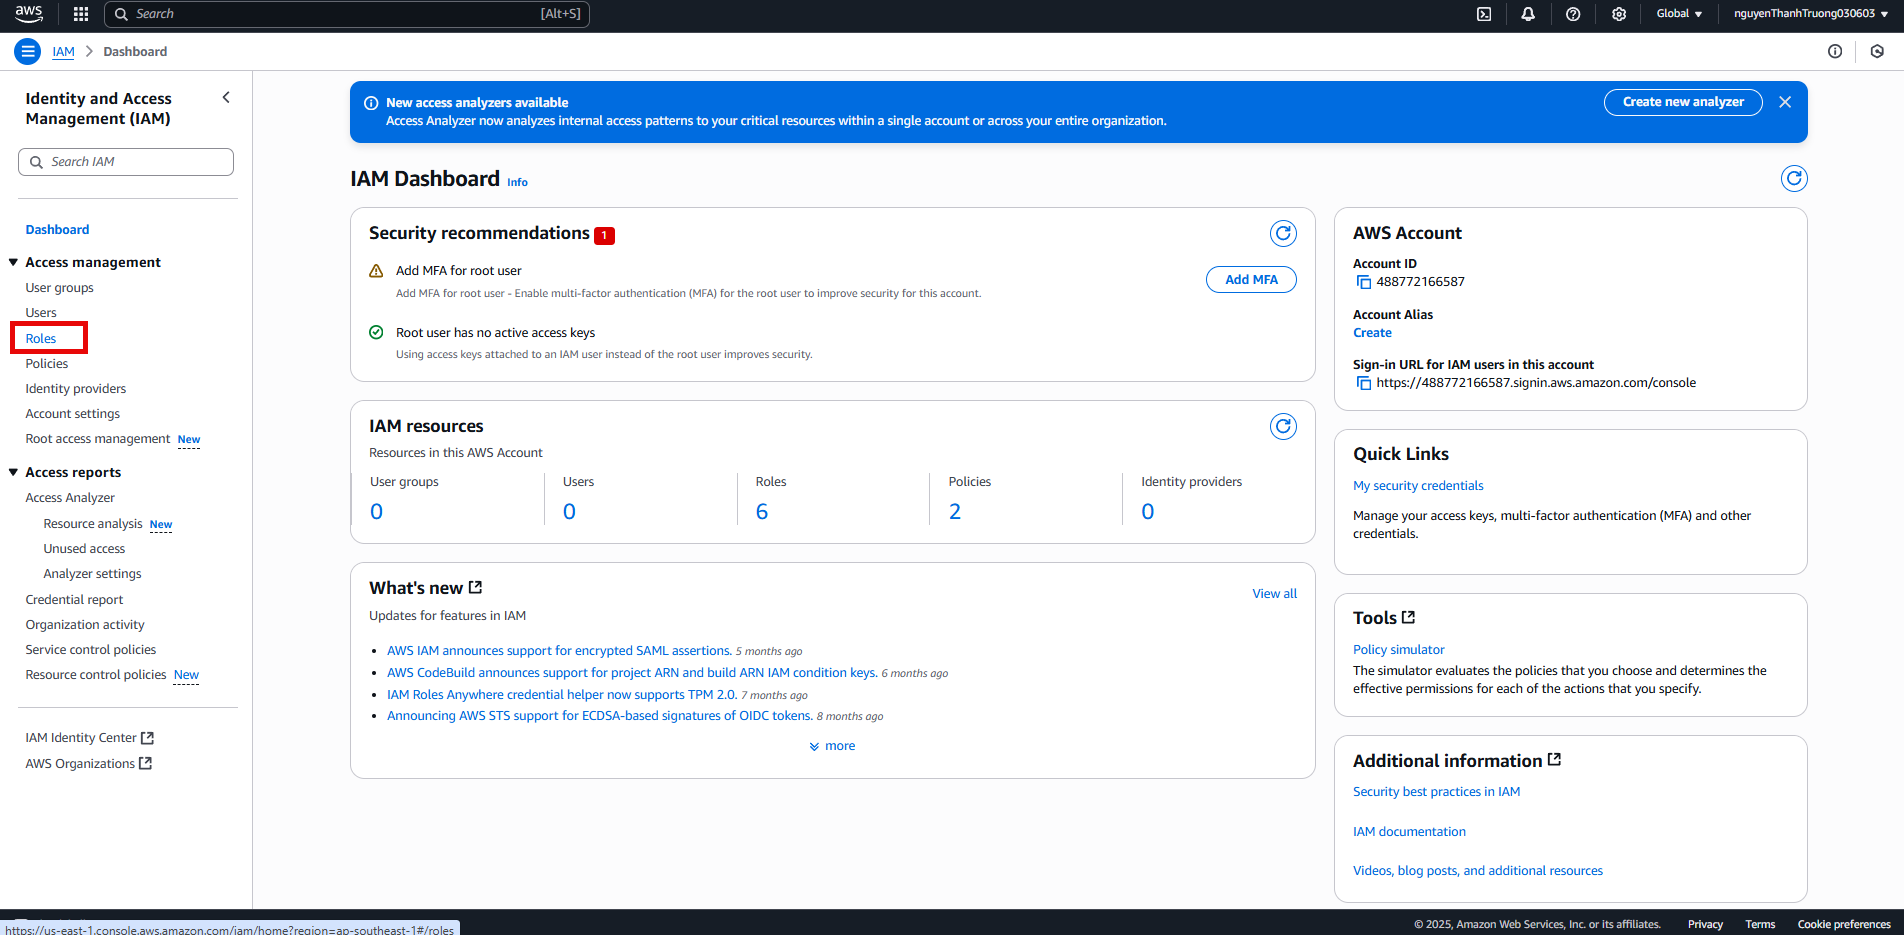 aws
Search
[Alt+S]
Global
nguyenThanhTruong030603
IAM
Dashboard
Identity and Access
Management (IAM)
Search IAM
Dashboard
Access management
User groups
Users
Roles
Policies
Identity providers
Account settings
Root access management New
Access reports
Access Analyzer
Resource analysis New
Unused access
Analyzer settings
Credential report
Organization activity
Service control policies
Resource control policies New
IAM Identity Center
AWS Organizations
New access analyzers available
Access Analyzer now analyzes internal access patterns to your critical resources within a single account or across your entire organization.
Create new analyzer
IAM Dashboard Info
Security recommendations 1
Add MFA for root user
Add MFA for root user - Enable multi-factor authentication (MFA) for the root user to improve security for this account.
Add MFA
Root user has no active access keys
Using access keys attached to an IAM user instead of the root user improves security.
IAM resources
Resources in this AWS Account
User groups
0
Users
0
Roles
6
Policies
2
Identity providers
0
What's new
View all
Updates for features in IAM
AWS IAM announces support for encrypted SAML assertions. 5 months ago
AWS CodeBuild announces support for project ARN and build ARN IAM condition keys. 6 months ago
IAM Roles Anywhere credential helper now supports TPM 2.0. 7 months ago
Announcing AWS STS support for ECDSA-based signatures of OIDC tokens. 8 months ago
more
AWS Account
Account ID
488772166587
Account Alias
Create
Sign-in URL for IAM users in this account
https://488772166587.signin.aws.amazon.com/console
Quick Links
My security credentials
Manage your access keys, multi-factor authentication (MFA) and other
credentials.
Tools
Policy simulator
The simulator evaluates the policies that you choose and determines the
effective permissions for each of the actions that you specify.
Additional information
Security best practices in IAM
IAM documentation
Videos, blog posts, and additional resources
https://us-east-1.console.aws.amazon.com/iam/home?region=ap-southeast-1#/roles
© 2025, Amazon Web Services, Inc. or its affiliates.
Privacy
Terms
Cookie preferences